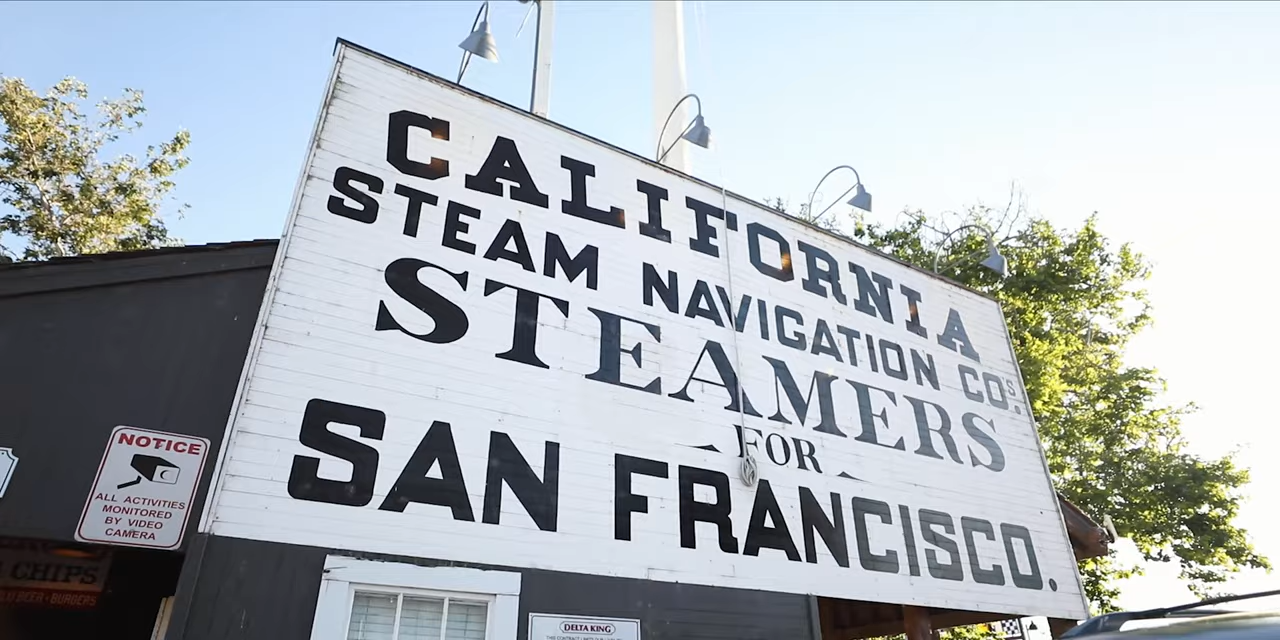 CALIFORNIA
STEAM NAVIGATION CO'S.
STEAMERS
FOR
SAN FRANCISCO.
NOTICE
ALL ACTIVITIES
MONITORED
BY VIDEO
CAMERA
CHIPS
BEER • BURGERS
DELTA KING